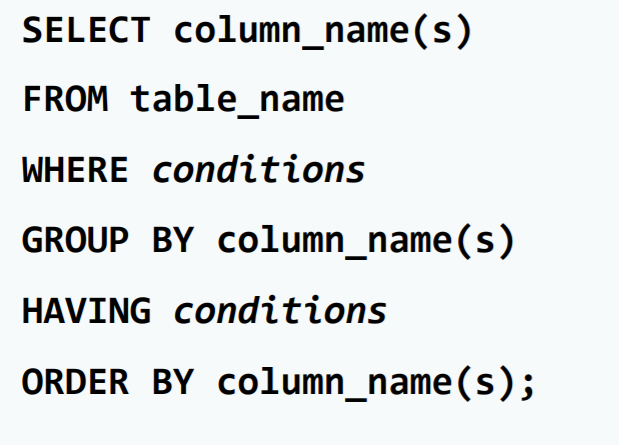 SELECT column_name(s)
FROM table_name
WHERE conditions
GROUP BY column_name(s)
HAVING conditions
ORDER BY column_name(s);